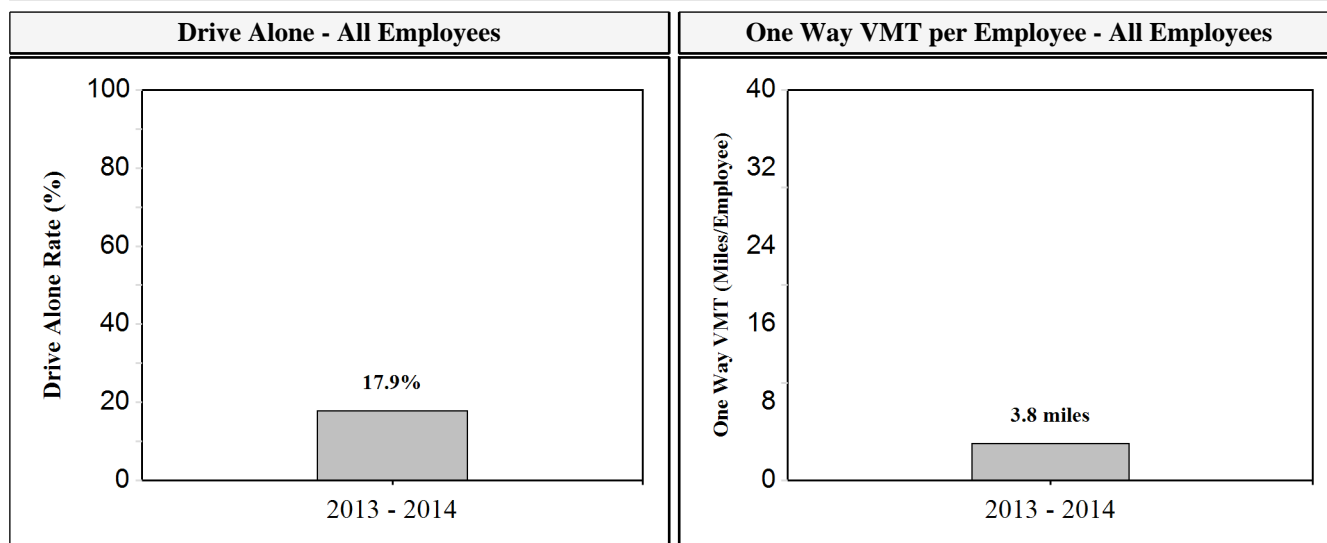 Drive Alone - All Employees
Drive Alone Rate (%)
100
80
60
40
20
0
17.9%
2013 - 2014
One Way VMT per Employee - All Employees
One Way VMT (Miles/Employee)
40
32
24
16
8
0
3.8 miles
2013 - 2014